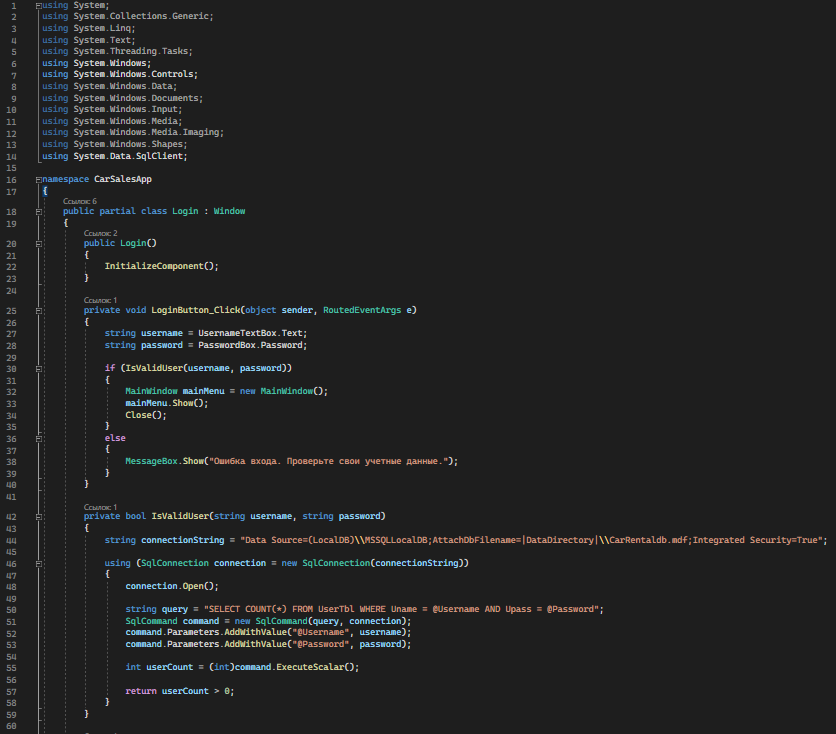 1 using System;
2 using System.Collections.Generic;
3 using System.Linq;
4 using System.Text;
5 using System.Threading.Tasks;
6 using System.Windows;
7 using System.Windows.Controls;
8 using System.Windows.Data;
9 using System.Windows.Documents;
10 using System.Windows.Input;
11 using System.Windows.Media;
12 using System.Windows.Media.Imaging;
13 using System.Windows.Shapes;
14 using System.Data.SqlClient;
15
16 namespace CarSalesApp
17 {
Ссылок: 6
18 public partial class Login : Window
19 {
Ссылок: 2
20 public Login()
21 {
22 InitializeComponent();
23 }
24
Ссылок: 1
25 private void LoginButton_Click(object sender, RoutedEventArgs e)
26 {
27 string username = UsernameTextBox.Text;
28 string password = PasswordBox.Password;
29
30 if (IsValidUser(username, password))
31 {
32 MainWindow mainMenu = new MainWindow();
33 mainMenu.Show();
34 Close();
35 }
36 else
37 {
38 MessageBox.Show("Ошибка входа. Проверьте свои учетные данные.");
39 }
40 }
41
Ссылок: 1
42 private bool IsValidUser(string username, string password)
43 {
44 string connectionString = "Data Source=(LocalDB)\\MSSQLLocalDB;AttachDbFilename=|DataDirectory|\\CarRentaldb.mdf;Integrated Security=True";
45
46 using (SqlConnection connection = new SqlConnection(connectionString))
47 {
48 connection.Open();
49
50 string query = "SELECT COUNT(*) FROM UserTbl WHERE Uname = @Username AND Upass = @Password";
51 SqlCommand command = new SqlCommand(query, connection);
52 command.Parameters.AddWithValue("@Username", username);
53 command.Parameters.AddWithValue("@Password", password);
54
55 int userCount = (int)command.ExecuteScalar();
56
57 return userCount > 0;
58 }
59 }
60